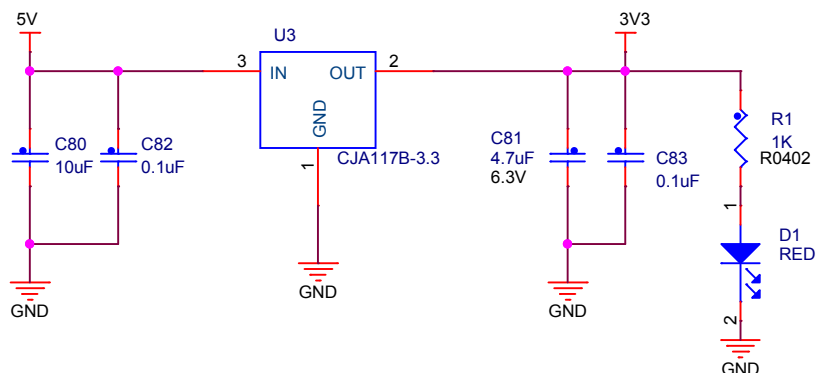 5V
3V3
U3
3
IN
OUT
2
GND
1
CJA117B-3.3
C80
10uF
C82
0.1uF
C81
4.7uF
6.3V
C83
0.1uF
R1
1K
R0402
1
D1
RED
2
GND
GND
GND
GND